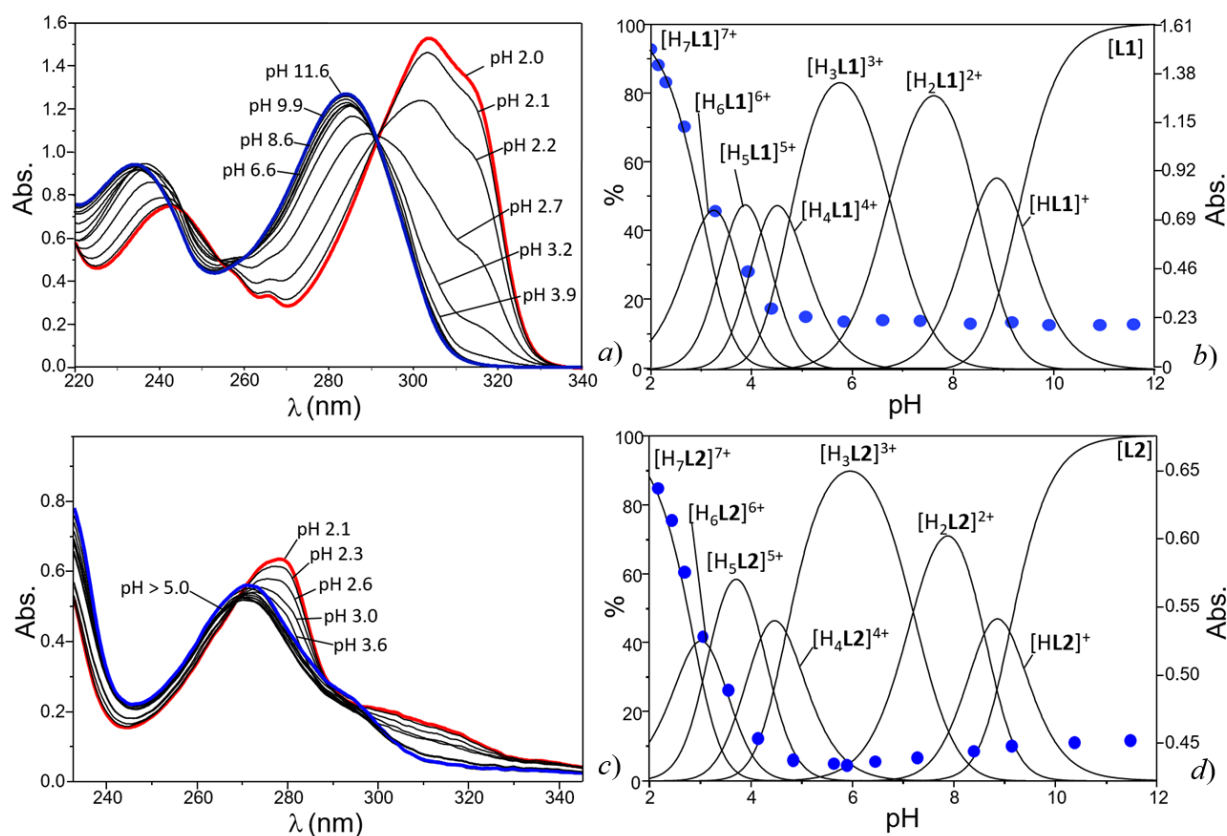 a)
Abs.
1.6
1.4
1.2
1.0
0.8
0.6
0.4
0.2
0.0
220
240
260
280
300
320
340
λ (nm)
pH 11.6
pH 9.9
pH 8.6
pH 6.6
pH 2.0
pH 2.1
pH 2.2
pH 2.7
pH 3.2
pH 3.9
b)
%
100
80
60
40
20
0
2
4
6
8
10
12
pH
1.61
1.38
1.15
0.92
0.69
0.46
0.23
0
Abs.
[H7L1]7+
[H6L1]6+
[H5L1]5+
[H4L1]4+
[H3L1]3+
[H2L1]2+
[HL1]+
[L1]
c)
Abs.
0.8
0.6
0.4
0.2
0.0
240
260
280
300
320
340
λ (nm)
pH > 5.0
pH 2.1
pH 2.3
pH 2.6
pH 3.0
pH 3.6
d)
%
100
80
60
40
20
0
2
4
6
8
10
12
pH
0.65
0.60
0.55
0.50
0.45
Abs.
[H7L2]7+
[H6L2]6+
[H5L2]5+
[H4L2]4+
[H3L2]3+
[H2L2]2+
[HL2]+
[L2]